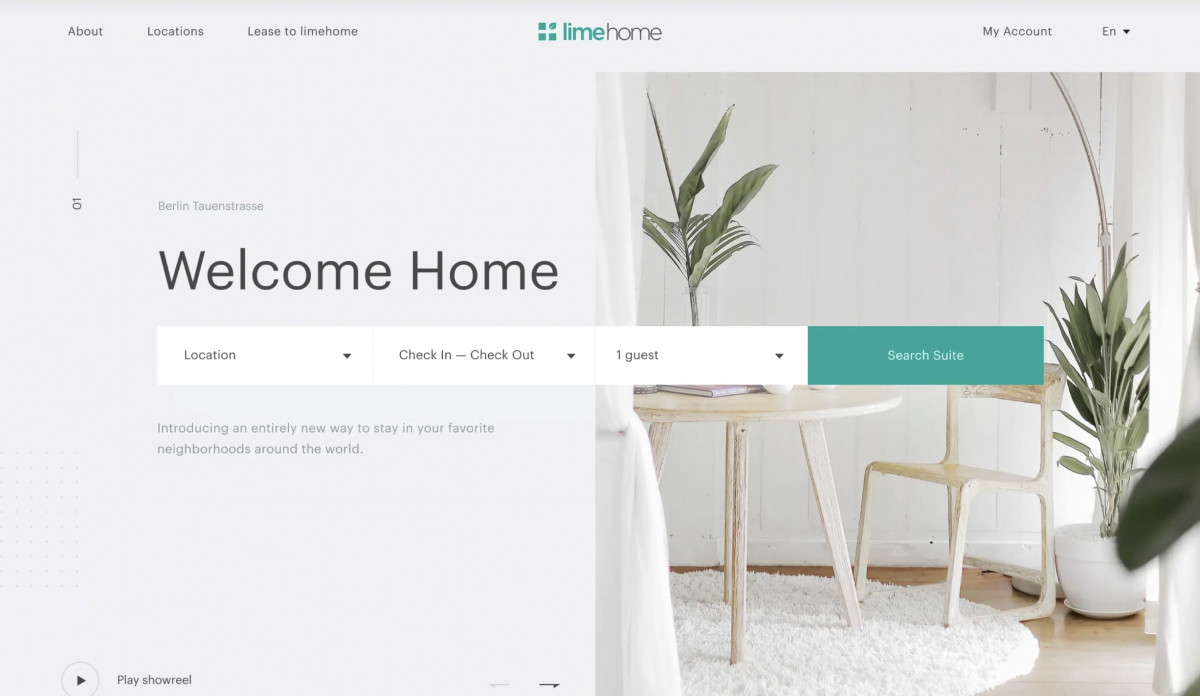 About
Locations
Lease to limehome
limehome
My Account
En
01
Berlin Tauenstrasse
Welcome Home
Location
Check In — Check Out
1 guest
Search Suite
Introducing an entirely new way to stay in your favorite
neighborhoods around the world.
Play showreel